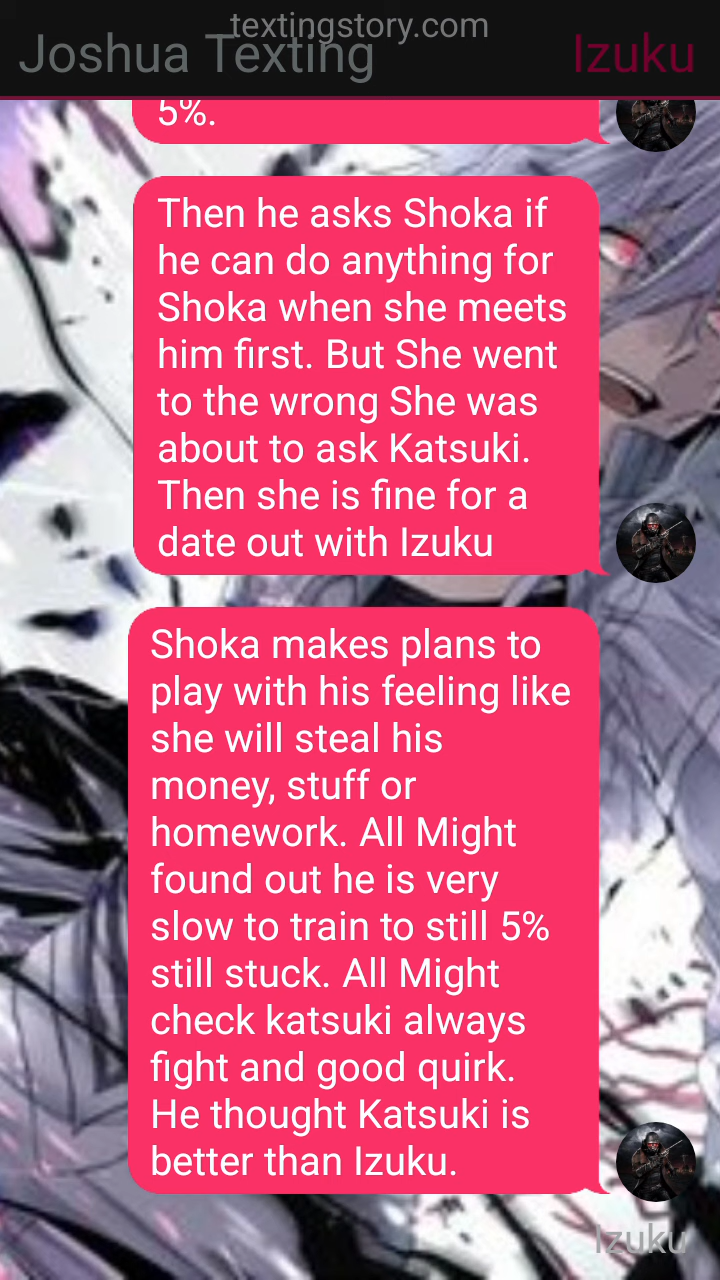 textingstory.com
Joshua Texting
Izuku
5%.
Then he asks Shoka if
he can do anything for
Shoka when she meets
him first. But She went
to the wrong She was
about to ask Katsuki.
Then she is fine for a
date out with Izuku
Shoka makes plans to
play with his feeling like
she will steal his
money, stuff or
homework. All Might
found out he is very
slow to train to still 5%
still stuck. All Might
check katsuki always
fight and good quirk.
He thought Katsuki is
better than Izuku.
Izuku